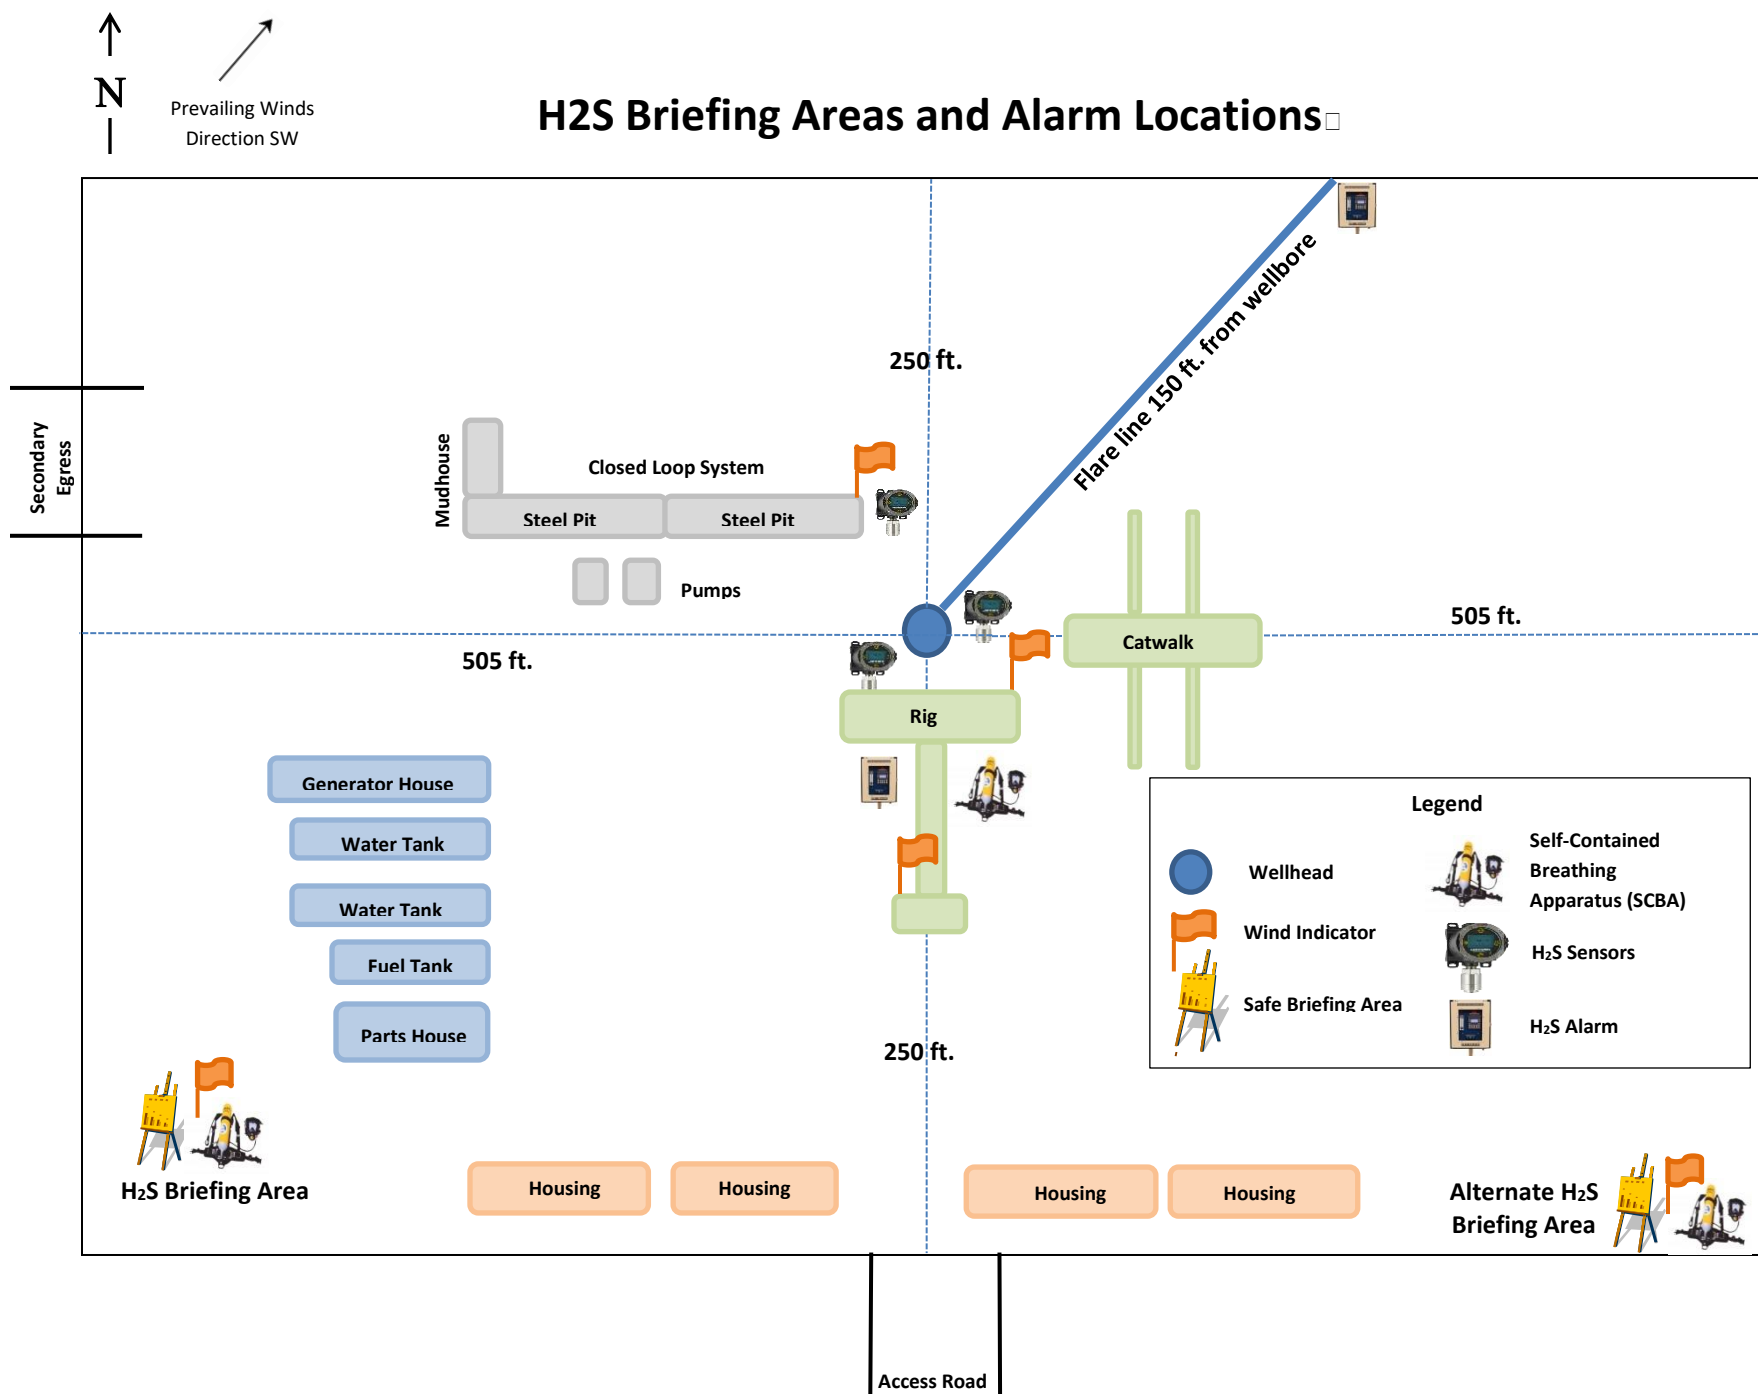 N
Prevailing Winds
Direction SW
H2S Briefing Areas and Alarm Locations
250 ft.
Flare line 150 ft. from wellbore
Secondary
Egress
Mudhouse
Closed Loop System
Steel Pit
Steel Pit
Pumps
505 ft.
505 ft.
Catwalk
Rig
Generator House
Water Tank
Water Tank
Fuel Tank
Parts House
250 ft.
Legend
Wellhead
Wind Indicator
Safe Briefing Area
Self-Contained
Breathing
Apparatus (SCBA)
H2S Sensors
H2S Alarm
H2S Briefing Area
Housing
Housing
Housing
Housing
Alternate H2S
Briefing Area
Access Road